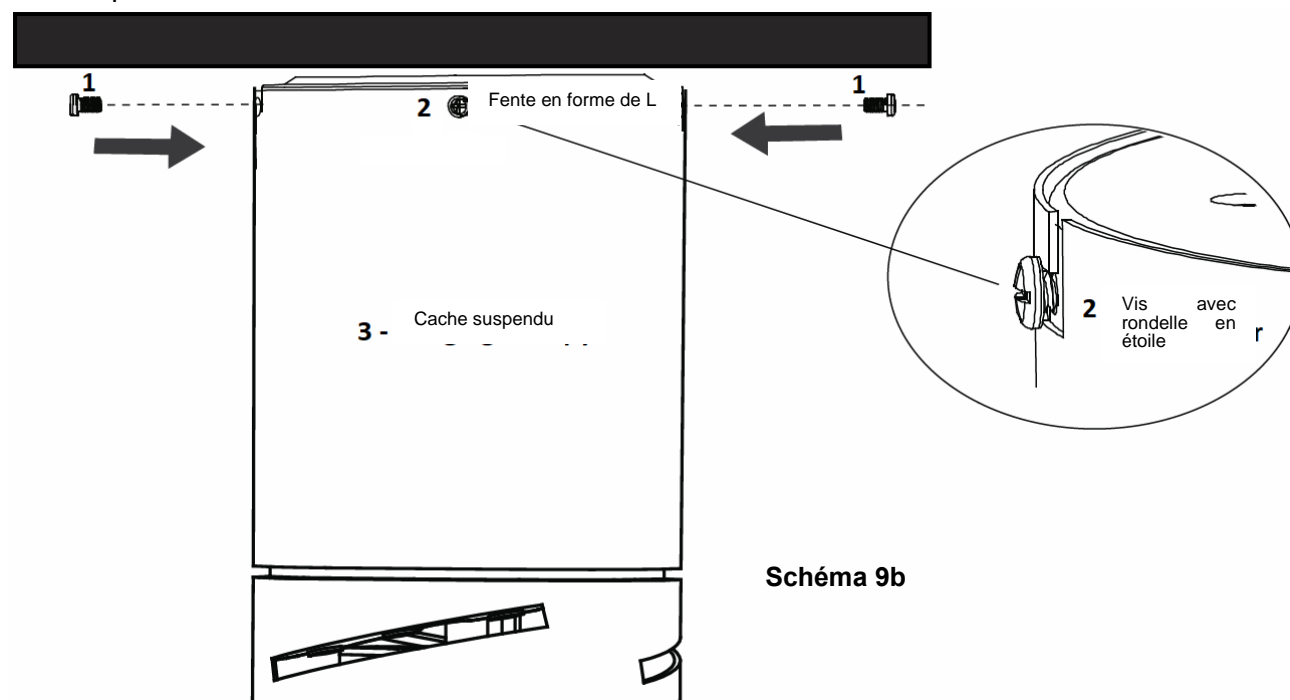 1
1
2 Fente en forme de L
3 - Cache suspendu
2 Vis avec
rondelle en
étoile
r
Schéma 9b